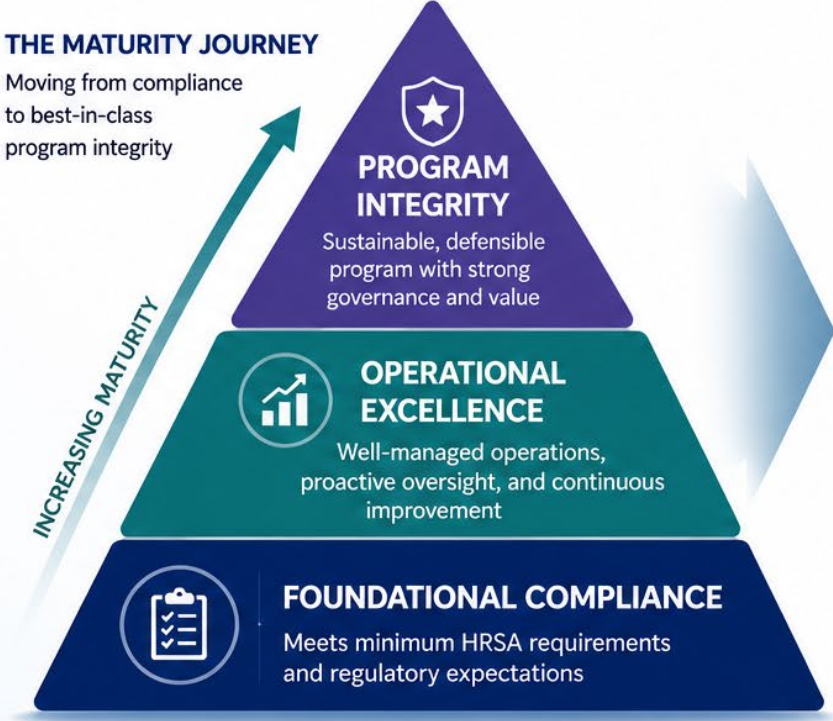 THE MATURITY JOURNEY
Moving from compliance
to best-in-class
program integrity
INCREASING MATURITY
PROGRAM
INTEGRITY
Sustainable, defensible
program with strong
governance and value
OPERATIONAL
EXCELLENCE
Well-managed operations,
proactive oversight, and continuous
improvement
FOUNDATIONAL COMPLIANCE
Meets minimum HRSA requirements
and regulatory expectations